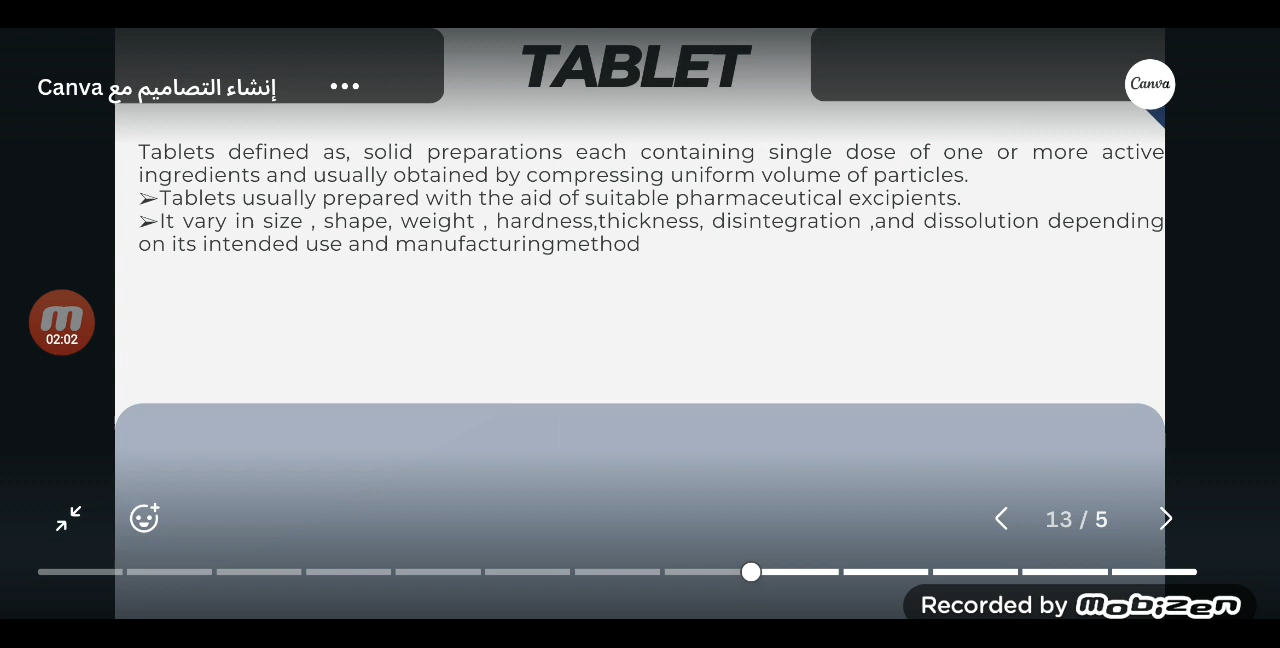 TABLET
إنشاء التصاميم مع Canva
Canva
Tablets defined as, solid preparations each containing single dose of one or more active
ingredients and usually obtained by compressing uniform volume of particles.
➢Tablets usually prepared with the aid of suitable pharmaceutical excipients.
➢It vary in size , shape, weight , hardness,thickness, disintegration ,and dissolution depending
on its intended use and manufacturingmethod
m
02:02
13 / 5
Recorded by mobizen